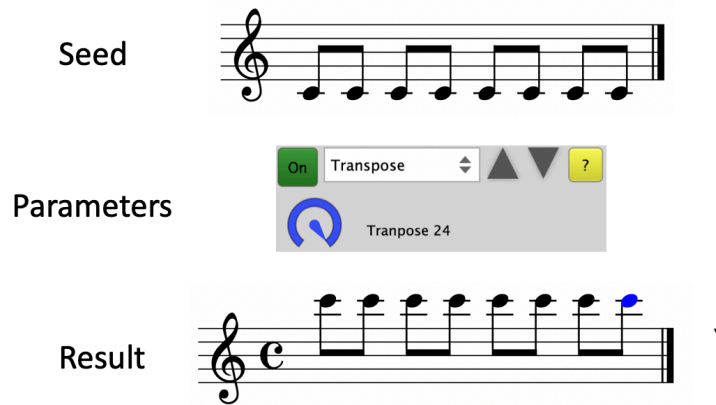 Seed
On Transpose ?
Parameters
Tranpose 24
Result